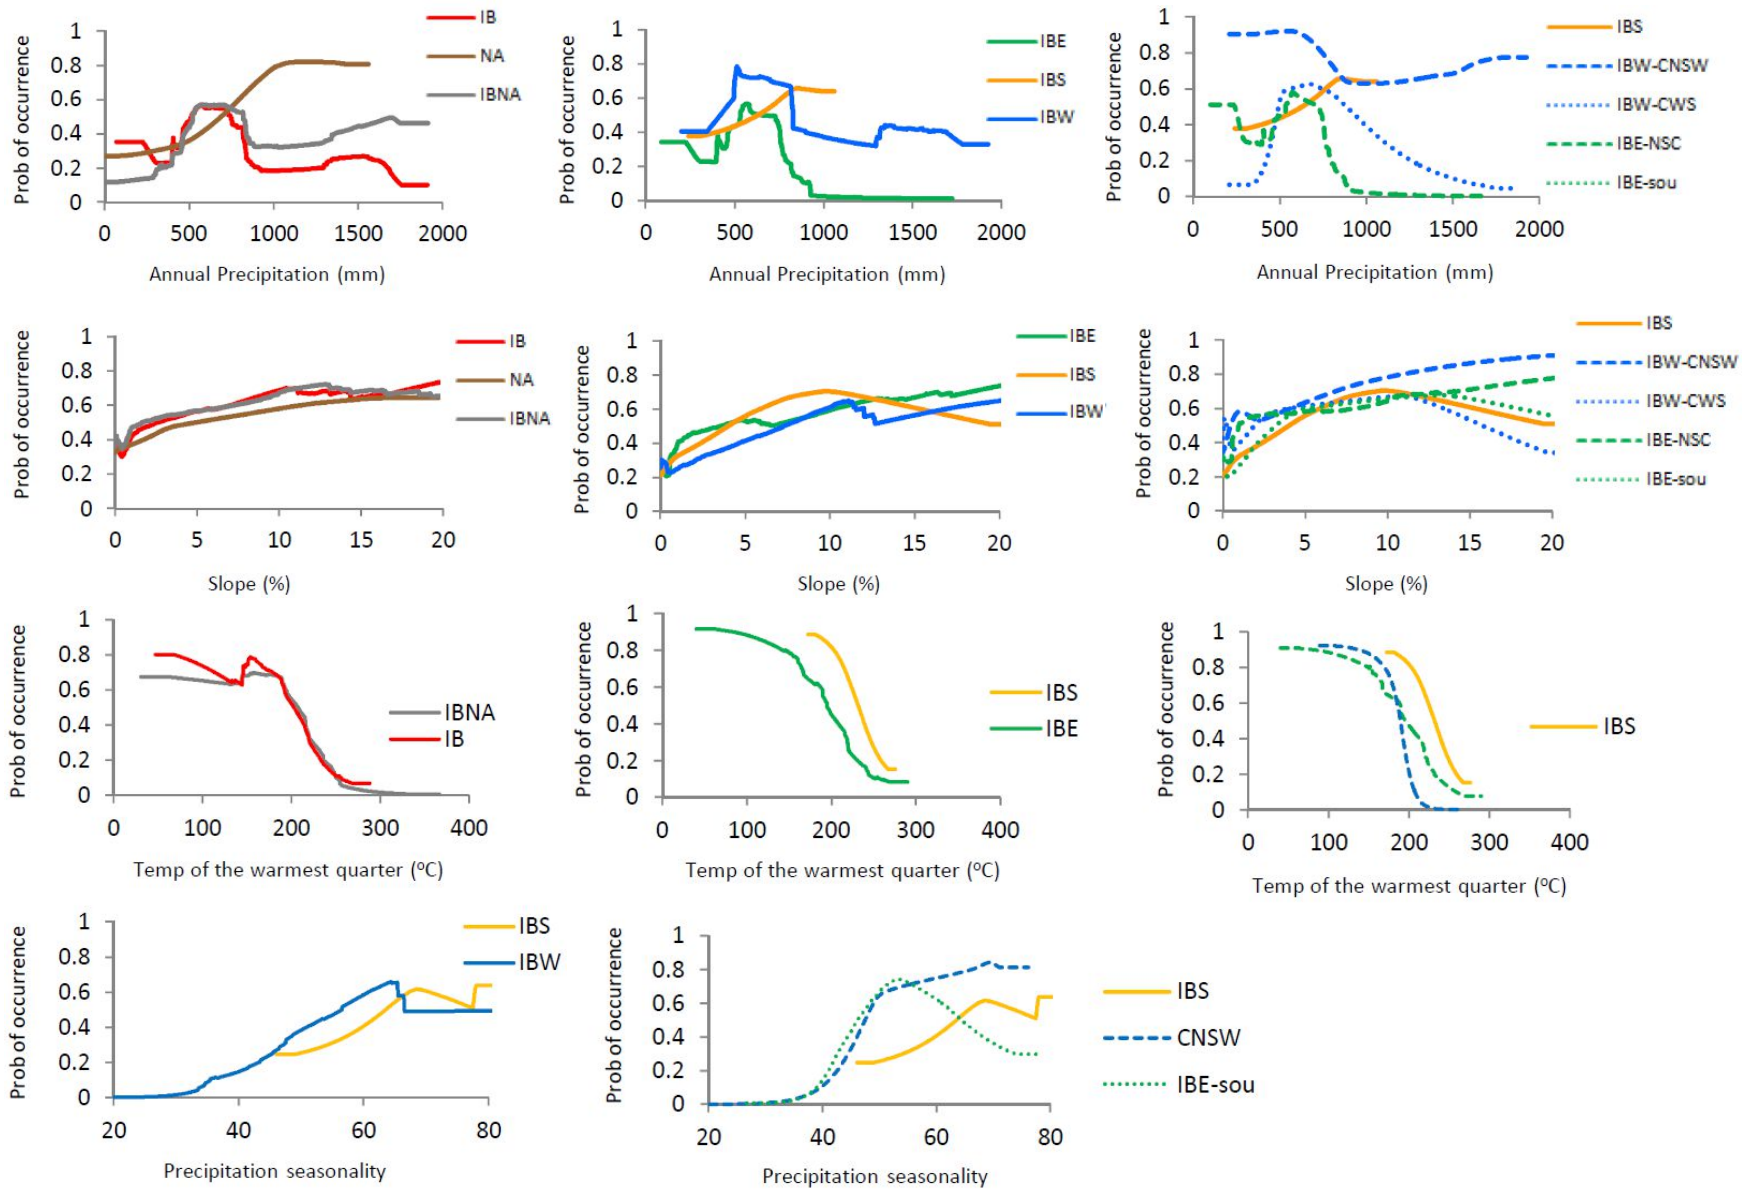 Prob of occurrence
1
0.8
0.6
0.4
0.2
0
0 500 1000 1500 2000
Annual Precipitation (mm)
IB
NA
IBNA
Prob of occurrence
1
0.8
0.6
0.4
0.2
0
0 500 1000 1500 2000
Annual Precipitation (mm)
IBE
IBS
IBW
Prob of occurrence
1
0.8
0.6
0.4
0.2
0
0 500 1000 1500 2000
Annual Precipitation (mm)
IBS
IBW-CNSW
IBW-CWS
IBE-NSC
IBE-sou
Prob of occurrence
1
0.8
0.6
0.4
0.2
0
0 5 10 15 20
Slope (%)
IB
NA
IBNA
Prob of occurrence
1
0.8
0.6
0.4
0.2
0
0 5 10 15 20
Slope (%)
IBE
IBS
IBW
Prob of occurrence
1
0.8
0.6
0.4
0.2
0
0 5 10 15 20
Slope (%)
IBS
IBW-CNSW
IBW-CWS
IBE-NSC
IBE-sou
Prob of occurrence
1
0.8
0.6
0.4
0.2
0
0 100 200 300 400
Temp of the warmest quarter (ºC)
IBNA
IB
Prob of occurrence
1
0.8
0.6
0.4
0.2
0
0 100 200 300 400
Temp of the warmest quarter (ºC)
IBS
IBE
Prob of occurrence
1
0.8
0.6
0.4
0.2
0
0 100 200 300 400
Temp of the warmest quarter (ºC)
IBS
Prob of occurrence
1
0.8
0.6
0.4
0.2
0
20 40 60 80
Precipitation seasonality
IBS
IBW
Prob of occurrence
1
0.8
0.6
0.4
0.2
0
20 40 60 80
Precipitation seasonality
IBS
CNSW
IBE-sou